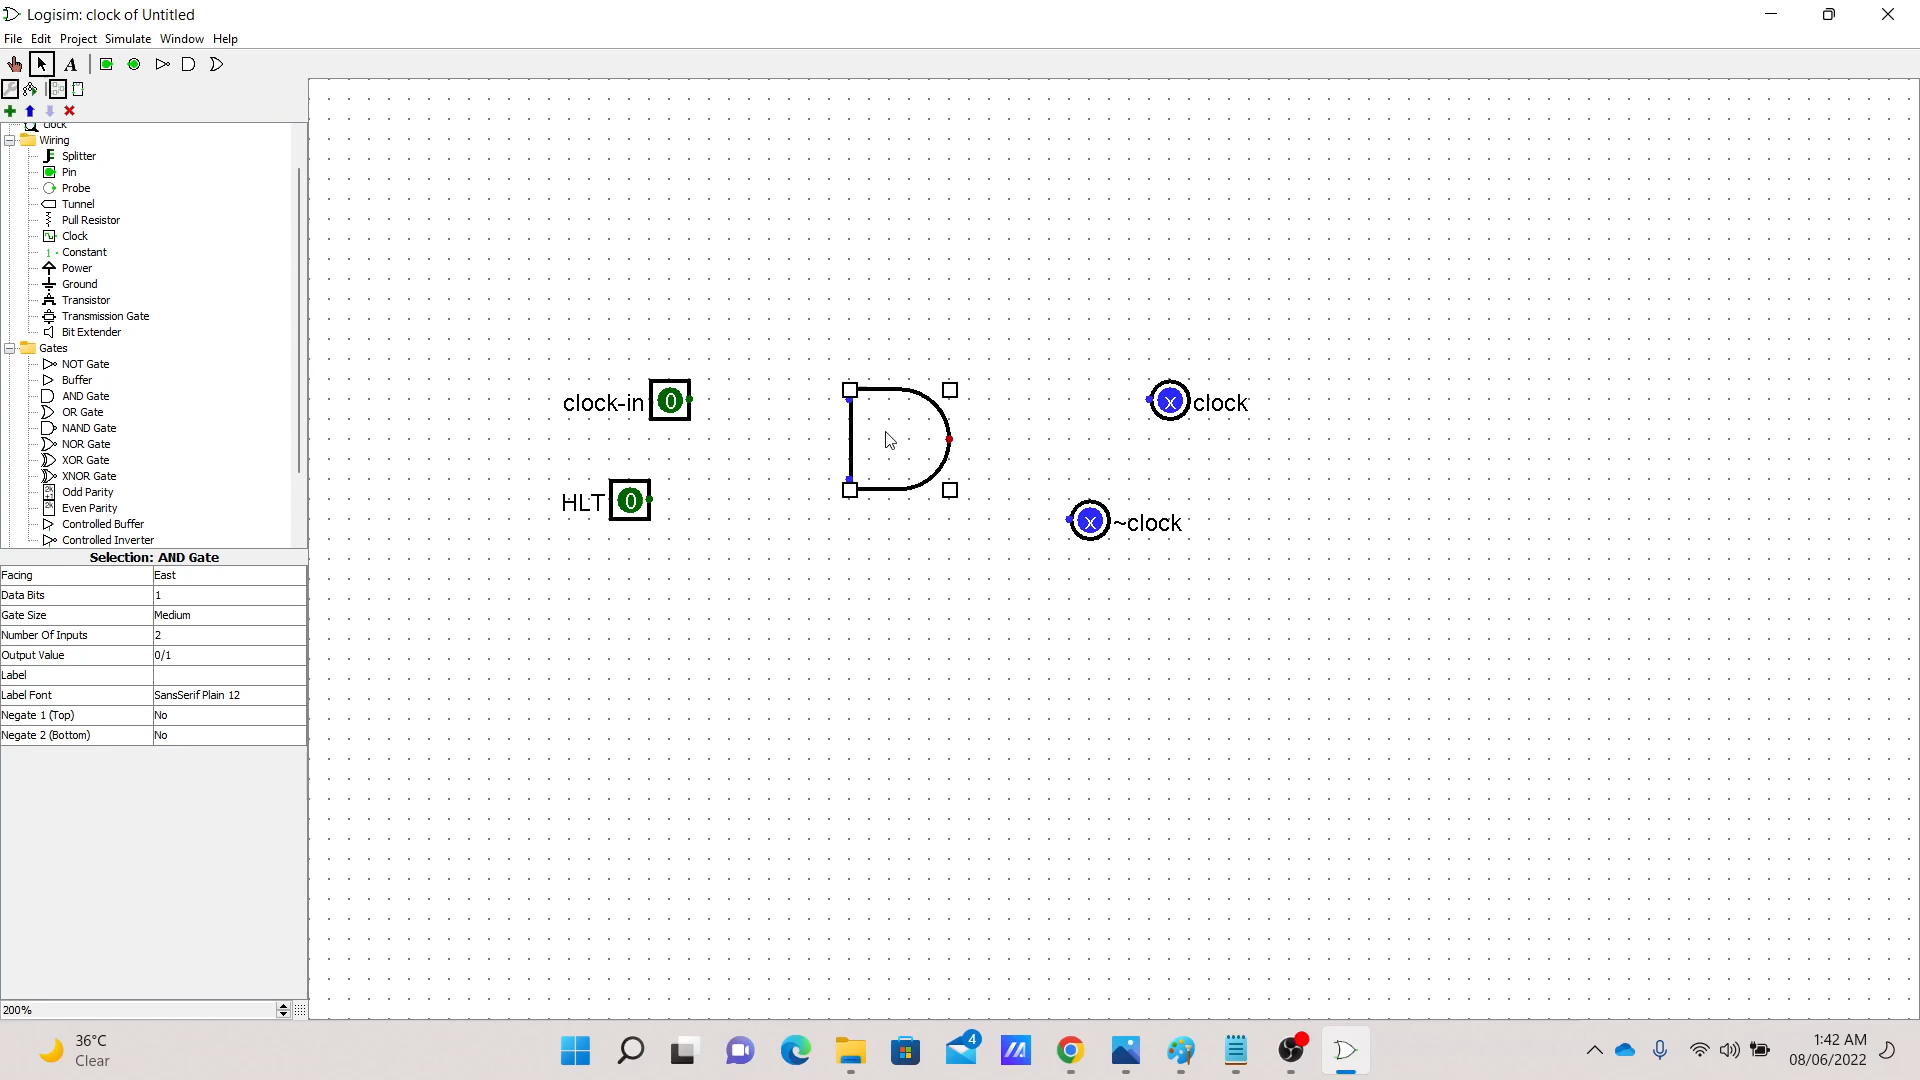 Logisim: clock of Untitled
File Edit Project Simulate Window Help
A
clock
Wiring
Splitter
Pin
Probe
Tunnel
Pull Resistor
Clock
Constant
Power
Ground
Transistor
Transmission Gate
Bit Extender
Gates
NOT Gate
Buffer
AND Gate
OR Gate
NAND Gate
NOR Gate
XOR Gate
XNOR Gate
Odd Parity
Even Parity
Controlled Buffer
Controlled Inverter
Selection: AND Gate
Facing East
Data Bits 1
Gate Size Medium
Number Of Inputs 2
Output Value 0/1
Label
Label Font SansSerif Plain 12
Negate 1 (Top) No
Negate 2 (Bottom) No
200%
clock-in 0
x clock
HLT 0
x ~clock
36°C
Clear
4
1:42 AM
08/06/2022